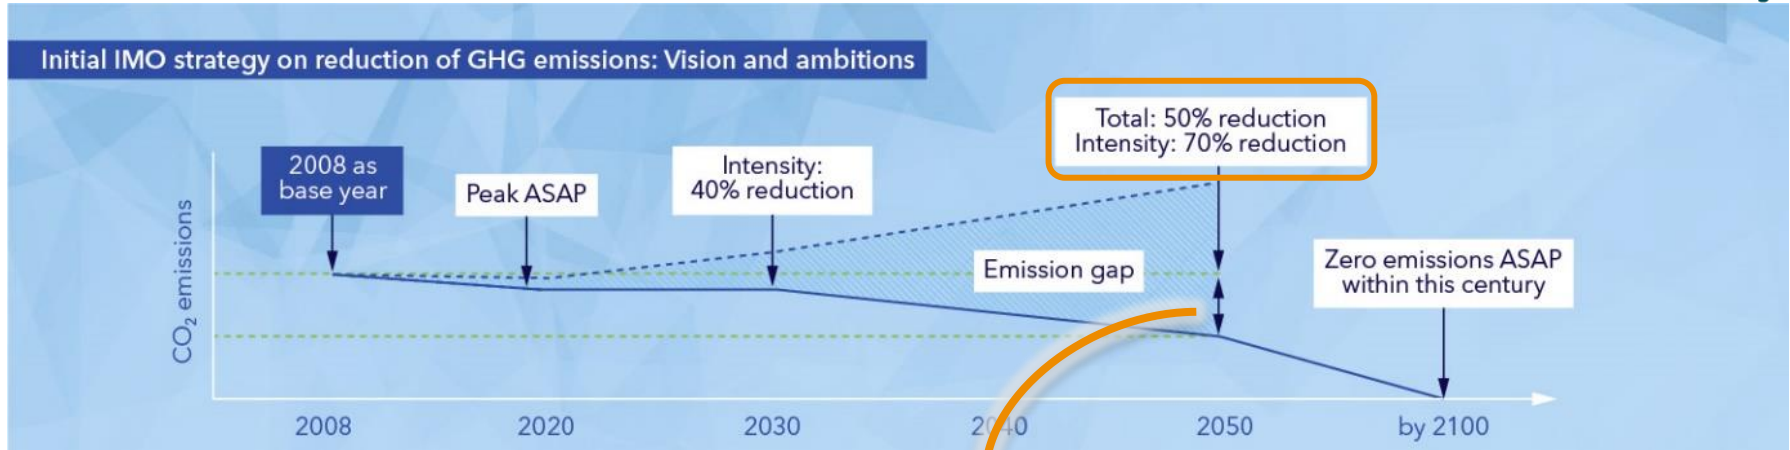 Initial IMO strategy on reduction of GHG emissions: Vision and ambitions
Total: 50% reduction
Intensity: 70% reduction
2008 as
base year
Peak ASAP
Intensity:
40% reduction
Emission gap
Zero emissions ASAP
within this century
CO₂ emissions
2008
2020
2030
2040
2050
by 2100